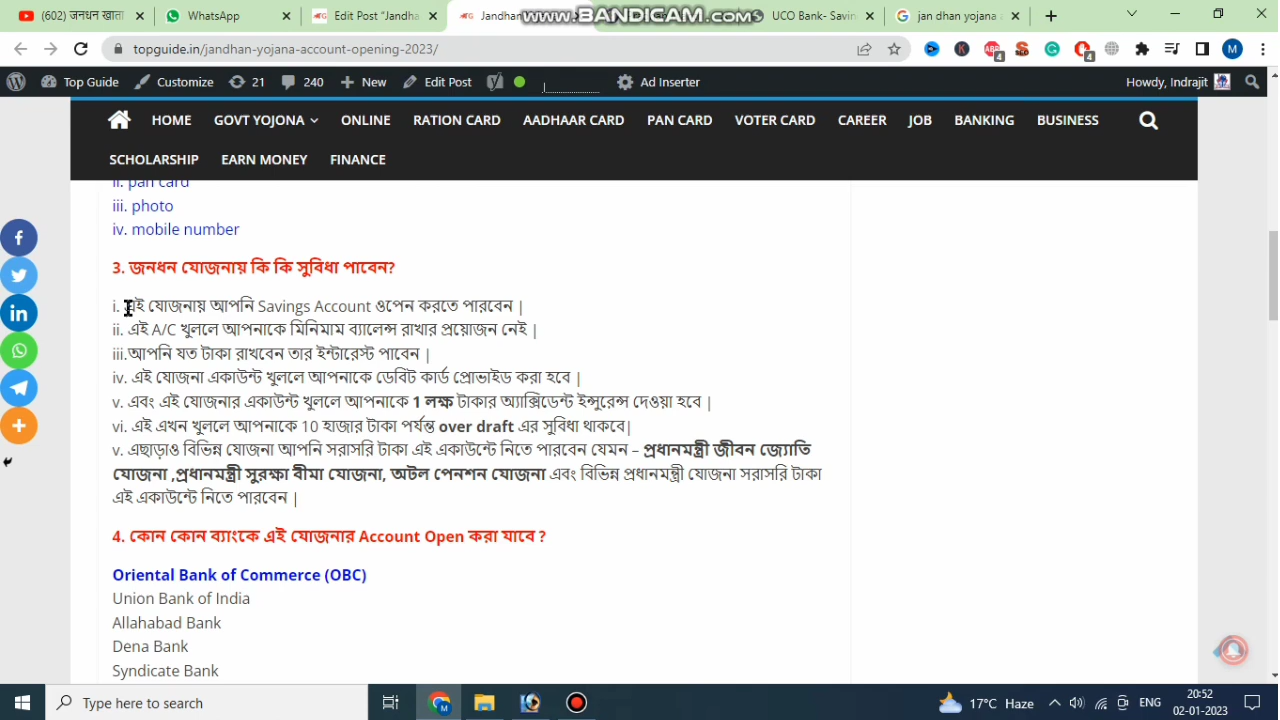 (602) जनधन खाता
WhatsApp
Edit Post "Jandha
Jandhan
www.BANDICAM.com
UCO Bank- Savin
jan dhan yojana a
topguide.in/jandhan-yojana-account-opening-2023/
Top Guide
Customize
21
240
New
Edit Post
Ad Inserter
Howdy, Indrajit
HOME
GOVT YOJONA
ONLINE
RATION CARD
AADHAAR CARD
PAN CARD
VOTER CARD
CAREER
JOB
BANKING
BUSINESS
SCHOLARSHIP
EARN MONEY
FINANCE
ii. pan card
iii. photo
iv. mobile number
3. জনধন যোজনায় কি কি সুবিধা পাবেন?
i. এই যোজনায় আপনি Savings Account ওপেন করতে পারবেন |
ii. এই A/C খুললে আপনাকে মিনিমাম ব্যালেন্স রাখার প্রয়োজন নেই |
iii.আপনি যত টাকা রাখবেন তার ইন্টারেস্ট পাবেন |
iv. এই যোজনা একাউন্ট খুললে আপনাকে ডেবিট কার্ড প্রোভাইড করা হবে |
v. এবং এই যোজনার একাউন্ট খুললে আপনাকে 1 লক্ষ টাকার অ্যাক্সিডেন্ট ইন্সুরেন্স দেওয়া হবে |
vi. এই এখন খুললে আপনাকে 10 হাজার টাকা পর্যন্ত over draft এর সুবিধা থাকবে|
v. এছাড়াও বিভিন্ন যোজনা আপনি সরাসরি টাকা এই একাউন্টে নিতে পারবেন যেমন – প্রধানমন্ত্রী জীবন জ্যোতি
যোজনা ,প্রধানমন্ত্রী সুরক্ষা বীমা যোজনা, অটল পেনশন যোজনা এবং বিভিন্ন প্রধানমন্ত্রী যোজনা সরাসরি টাকা
এই একাউন্টে নিতে পারবেন |
4. কোন কোন ব্যাংকে এই যোজনার Account Open করা যাবে ?
Oriental Bank of Commerce (OBC)
Union Bank of India
Allahabad Bank
Dena Bank
Syndicate Bank
Type here to search
17°C Haze
ENG
20:52
02-01-2023